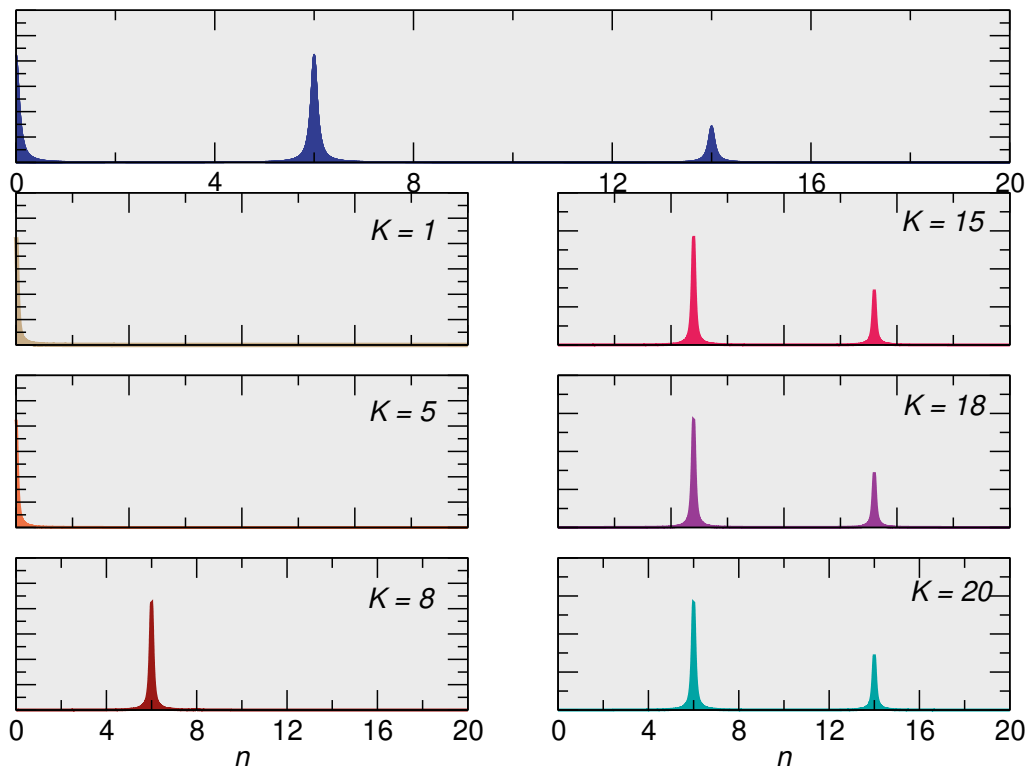 0 4 8 12 16 20
K = 1
K = 15
K = 5
K = 18
K = 8
K = 20
0 4 8 12 16 20
0 4 8 12 16 20
n
n